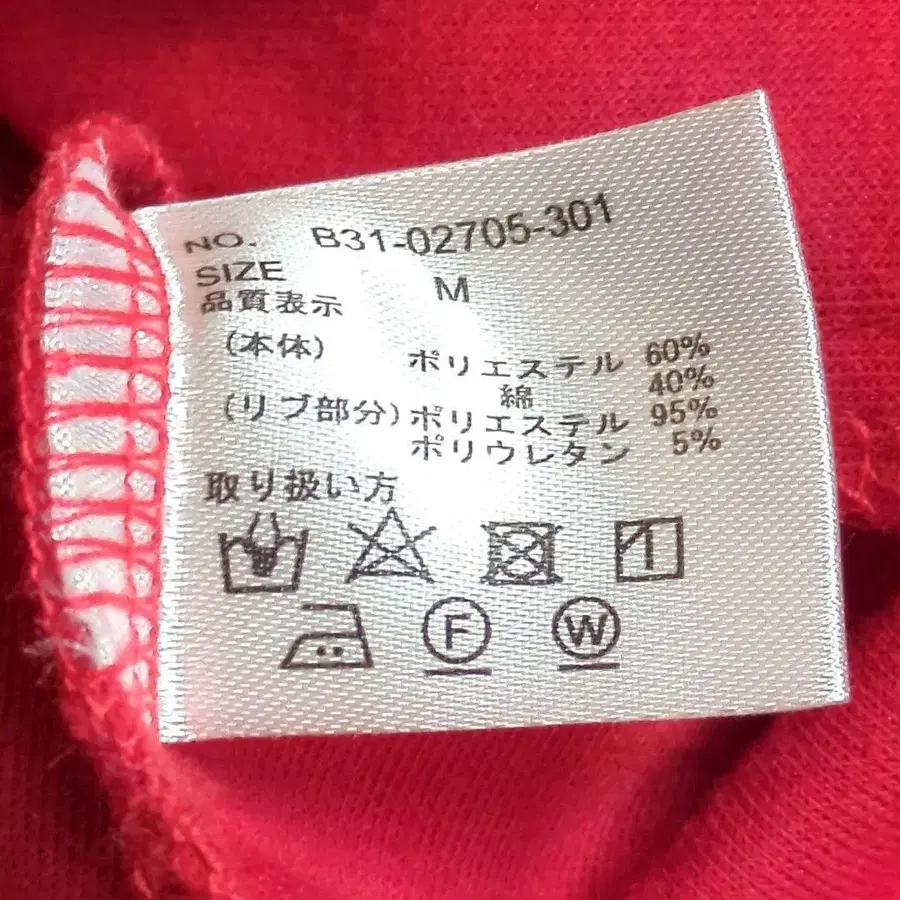 NO. B31-02705-301
SIZE M
品質表示
(本体) ポリエステル 60%
綿 40%
(リブ部分) ポリエステル 95%
ポリウレタン 5%
取り扱い方
F W